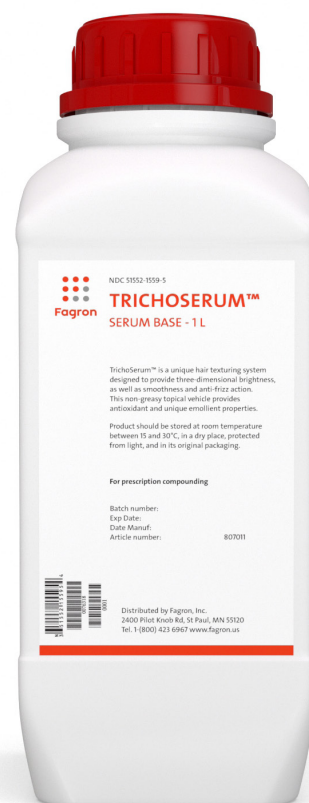 NDC 51552-1559-5
Fagron
TRICHOSERUM™
SERUM BASE - 1 L
TrichoSerum™ is a unique hair texturing system
designed to provide three-dimensional brightness,
as well as smoothness and anti-frizz action.
This non-greasy topical vehicle provides
antioxidant and unique emollient properties.
Product should be stored at room temperature
between 15 and 30°C, in a dry place, protected
from light, and in its original packaging.
For prescription compounding
Batch number:
Exp Date:
Date Manuf:
Article number: 807011
0001
Distributed by Fagron, Inc.
2400 Pilot Knob Rd, St Paul, MN 55120
Tel. 1-(800) 423 6967 www.fagron.us